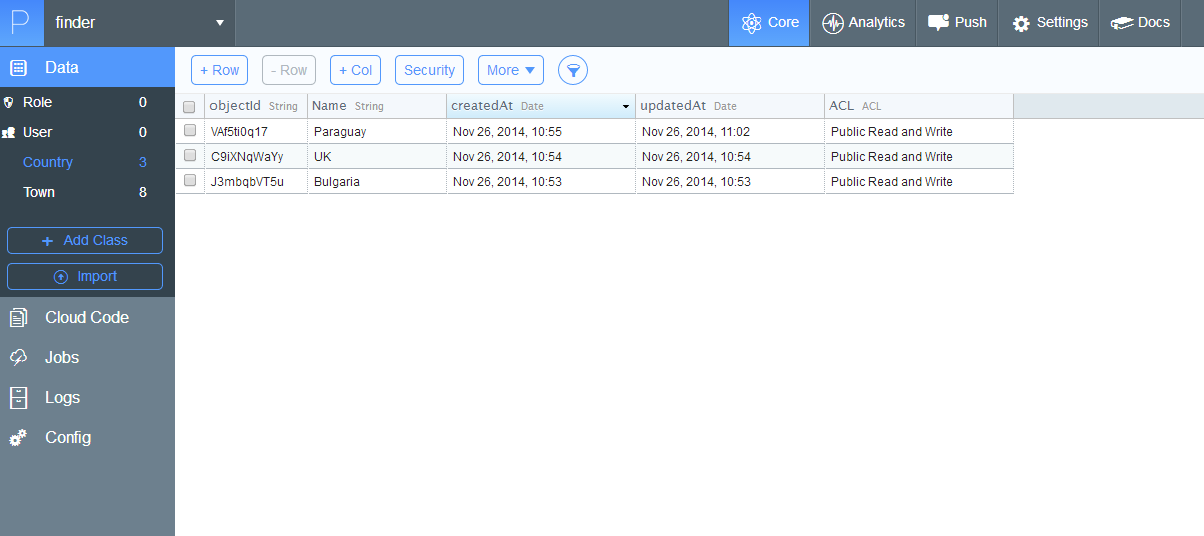 P finder Core Analytics Push Settings Docs
Data
+ Row - Row + Col Security More
Role 0
User 0
Country 3
Town 8
+ Add Class
Import
Cloud Code
Jobs
Logs
Config
objectId String Name String createdAt Date updatedAt Date ACL ACL
VAf5ti0q17 Paraguay Nov 26, 2014, 10:55 Nov 26, 2014, 11:02 Public Read and Write
C9iXNqWaYy UK Nov 26, 2014, 10:54 Nov 26, 2014, 10:54 Public Read and Write
J3mbqbVT5u Bulgaria Nov 26, 2014, 10:53 Nov 26, 2014, 10:53 Public Read and Write